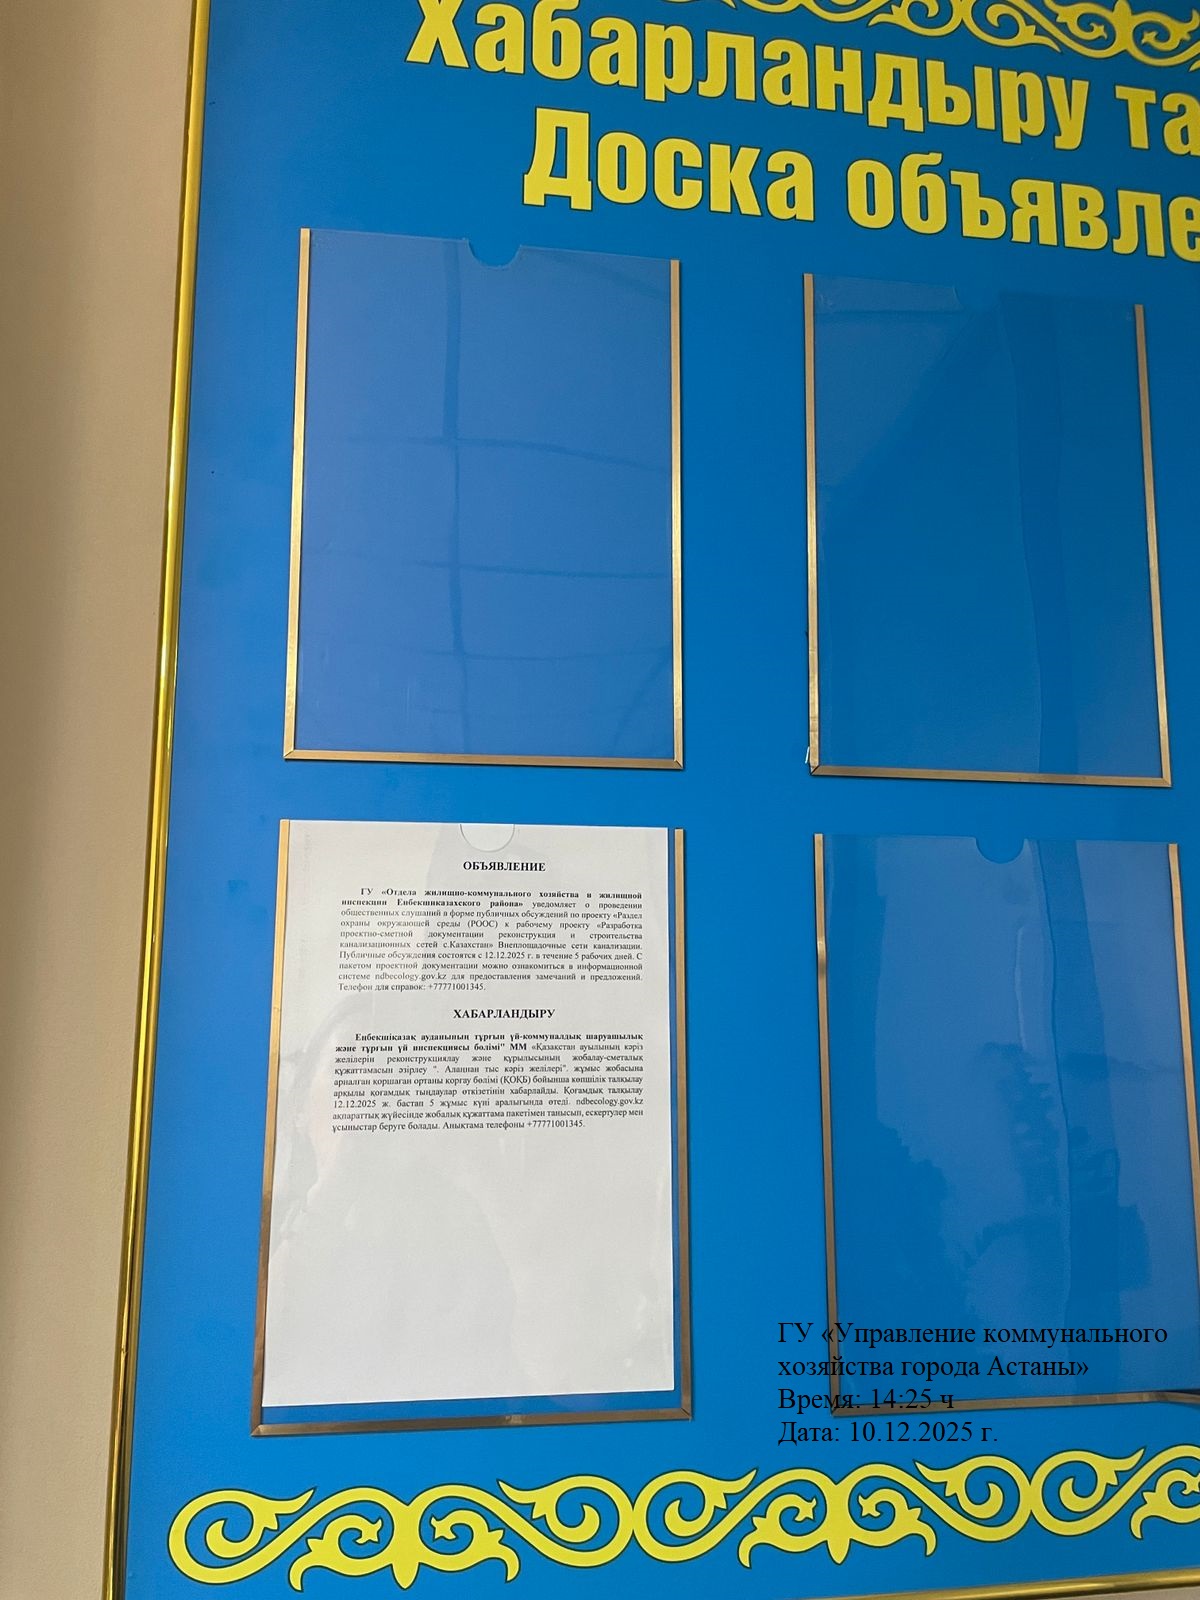 Хабарландыру та
Доска объявле
ОБЪЯВЛЕНИЕ
ГУ «Отдела жилищно-коммунального хозяйства и жилищной
инспекции Енбекшиказахского района» уведомляет о проведении
общественных слушаний в форме публичных обсуждений по проекту «Раздел
охраны окружающей среды (РООС) к рабочему проекту «Разработка
проектно-сметной документации реконструкция и строительства
канализационных сетей с.Казахстан» Внеплощадочные сети канализации.
Публичные обсуждения состоятся с 12.12.2025 г. в течение 5 рабочих дней. С
пакетом проектной документации можно ознакомиться в информационной
системе ndbecology.gov.kz для предоставления замечаний и предложений.
Телефон для справок: +77771001345.
ХАБАРЛАНДЫРУ
Еңбекшіқазақ ауданының тұрғын үй-коммуналдық шаруашылық
және тұрғын үй инспекциясы бөлімі" ММ «Қазақстан ауылының кәріз
желілерін реконструкциялау және құрылысының жобалау-сметалық
құжаттамасын әзірлеу ". Алаңнан тыс кәріз желілері". жұмыс жобасына
арналған қоршаған ортаны қорғау бөлімі (ҚОҚБ) бойынша көпшілік талқылау
арқылы қоғамдық тыңдаулар өткізетінін хабарлайды. Қоғамдық талқылау
12.12.2025 ж. бастап 5 жұмыс күні аралығында өтеді. ndbecology.gov.kz
ақпараттық жүйесінде жобалық құжаттама пакетімен танысып, ескертулер мен
ұсыныстар беруге болады. Анықтама телефоны +77771001345.
ГУ «Управление коммунального
хозяйства города Астаны»
Время: 14:25 ч
Дата: 10.12.2025 г.